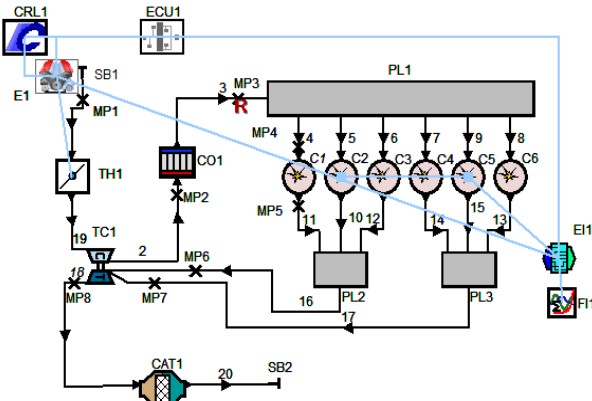 CRL1
ECU1
SB1
E1
MP1
3
MP3
R
PL1
MP4
4
5
6
7
9
8
C1
C2
C3
C4
C5
C6
CO1
TH1
MP2
MP5
11
10
12
14
15
13
19
TC1
2
MP6
EI1
18
MP8
MP7
16
PL2
PL3
FI1
17
CAT1
20
SB2